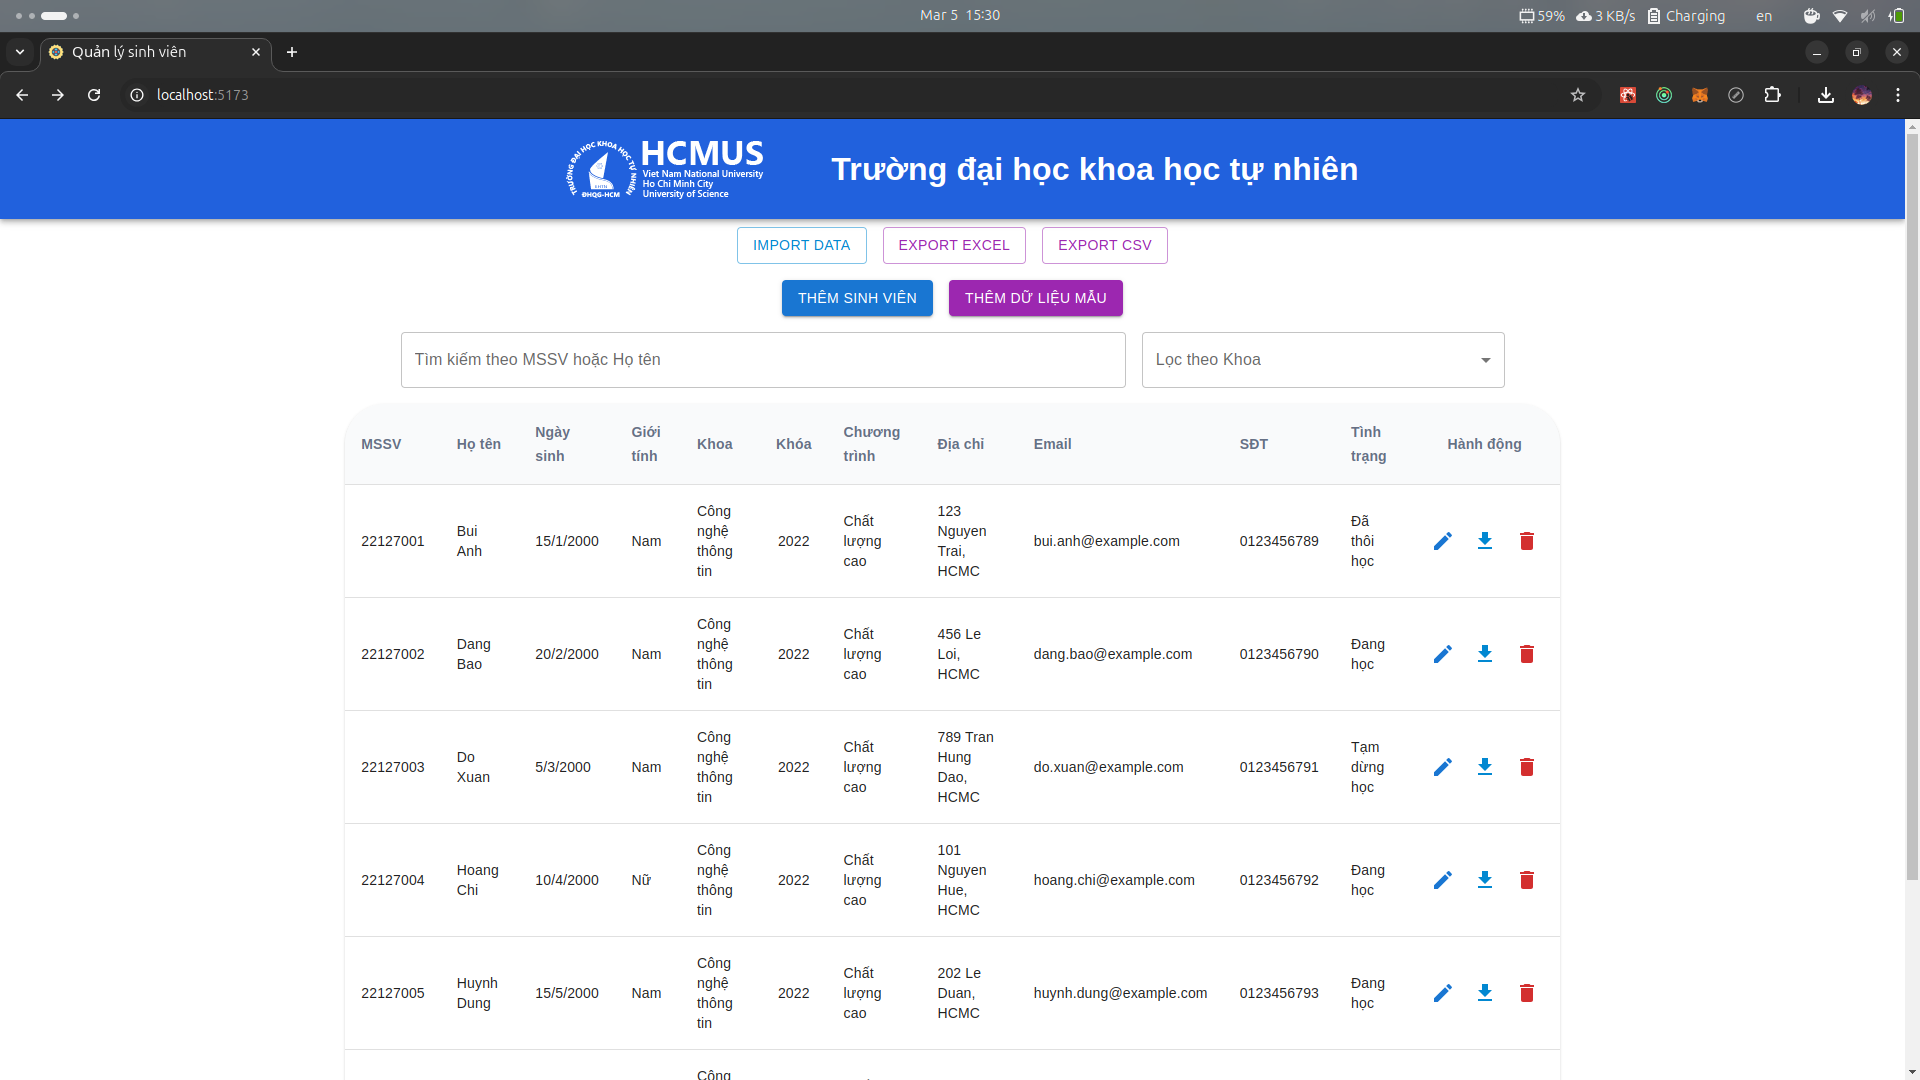 Mar 5 15:30
59% 3 KB/s Charging en
Quản lý sinh viên
localhost:5173
TRƯỜNG ĐẠI HỌC KHOA HỌC TỰ NHIÊN
ĐHQG-HCM
HCMUS
Viet Nam National University
Ho Chi Minh City
University of Science
Trường đại học khoa học tự nhiên
IMPORT DATA EXPORT EXCEL EXPORT CSV
THÊM SINH VIÊN THÊM DỮ LIỆU MẪU
Tìm kiếm theo MSSV hoặc Họ tên Lọc theo Khoa
MSSV Họ tên Ngày sinh Giới tính Khoa Khóa Chương trình Địa chỉ Email SĐT Tình trạng Hành động
22127001 Bui Anh 15/1/2000 Nam Công nghệ thông tin 2022 Chất lượng cao 123 Nguyen Trai, HCMC bui.anh@example.com 0123456789 Đã thôi học
22127002 Dang Bao 20/2/2000 Nam Công nghệ thông tin 2022 Chất lượng cao 456 Le Loi, HCMC dang.bao@example.com 0123456790 Đang học
22127003 Do Xuan 5/3/2000 Nam Công nghệ thông tin 2022 Chất lượng cao 789 Tran Hung Dao, HCMC do.xuan@example.com 0123456791 Tạm dừng học
22127004 Hoang Chi 10/4/2000 Nữ Công nghệ thông tin 2022 Chất lượng cao 101 Nguyen Hue, HCMC hoang.chi@example.com 0123456792 Đang học
22127005 Huynh Dung 15/5/2000 Nam Công nghệ thông tin 2022 Chất lượng cao 202 Le Duan, HCMC huynh.dung@example.com 0123456793 Đang học
Công